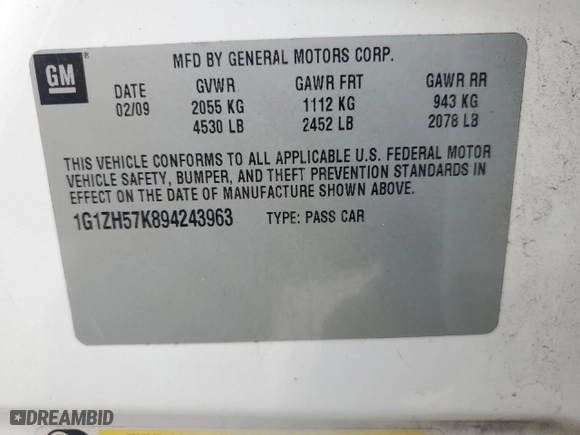 GM
®
MFD BY GENERAL MOTORS CORP.
DATE GVWR GAWR FRT GAWR RR
02/09 2055 KG 1112 KG 943 KG
4530 LB 2452 LB 2078 LB
THIS VEHICLE CONFORMS TO ALL APPLICABLE U.S. FEDERAL MOTOR
VEHICLE SAFETY, BUMPER, AND THEFT PREVENTION STANDARDS IN
EFFECT ON THE DATE OF MANUFACTURE SHOWN ABOVE.
1G1ZH57K894243963 TYPE: PASS CAR
DREAMBID